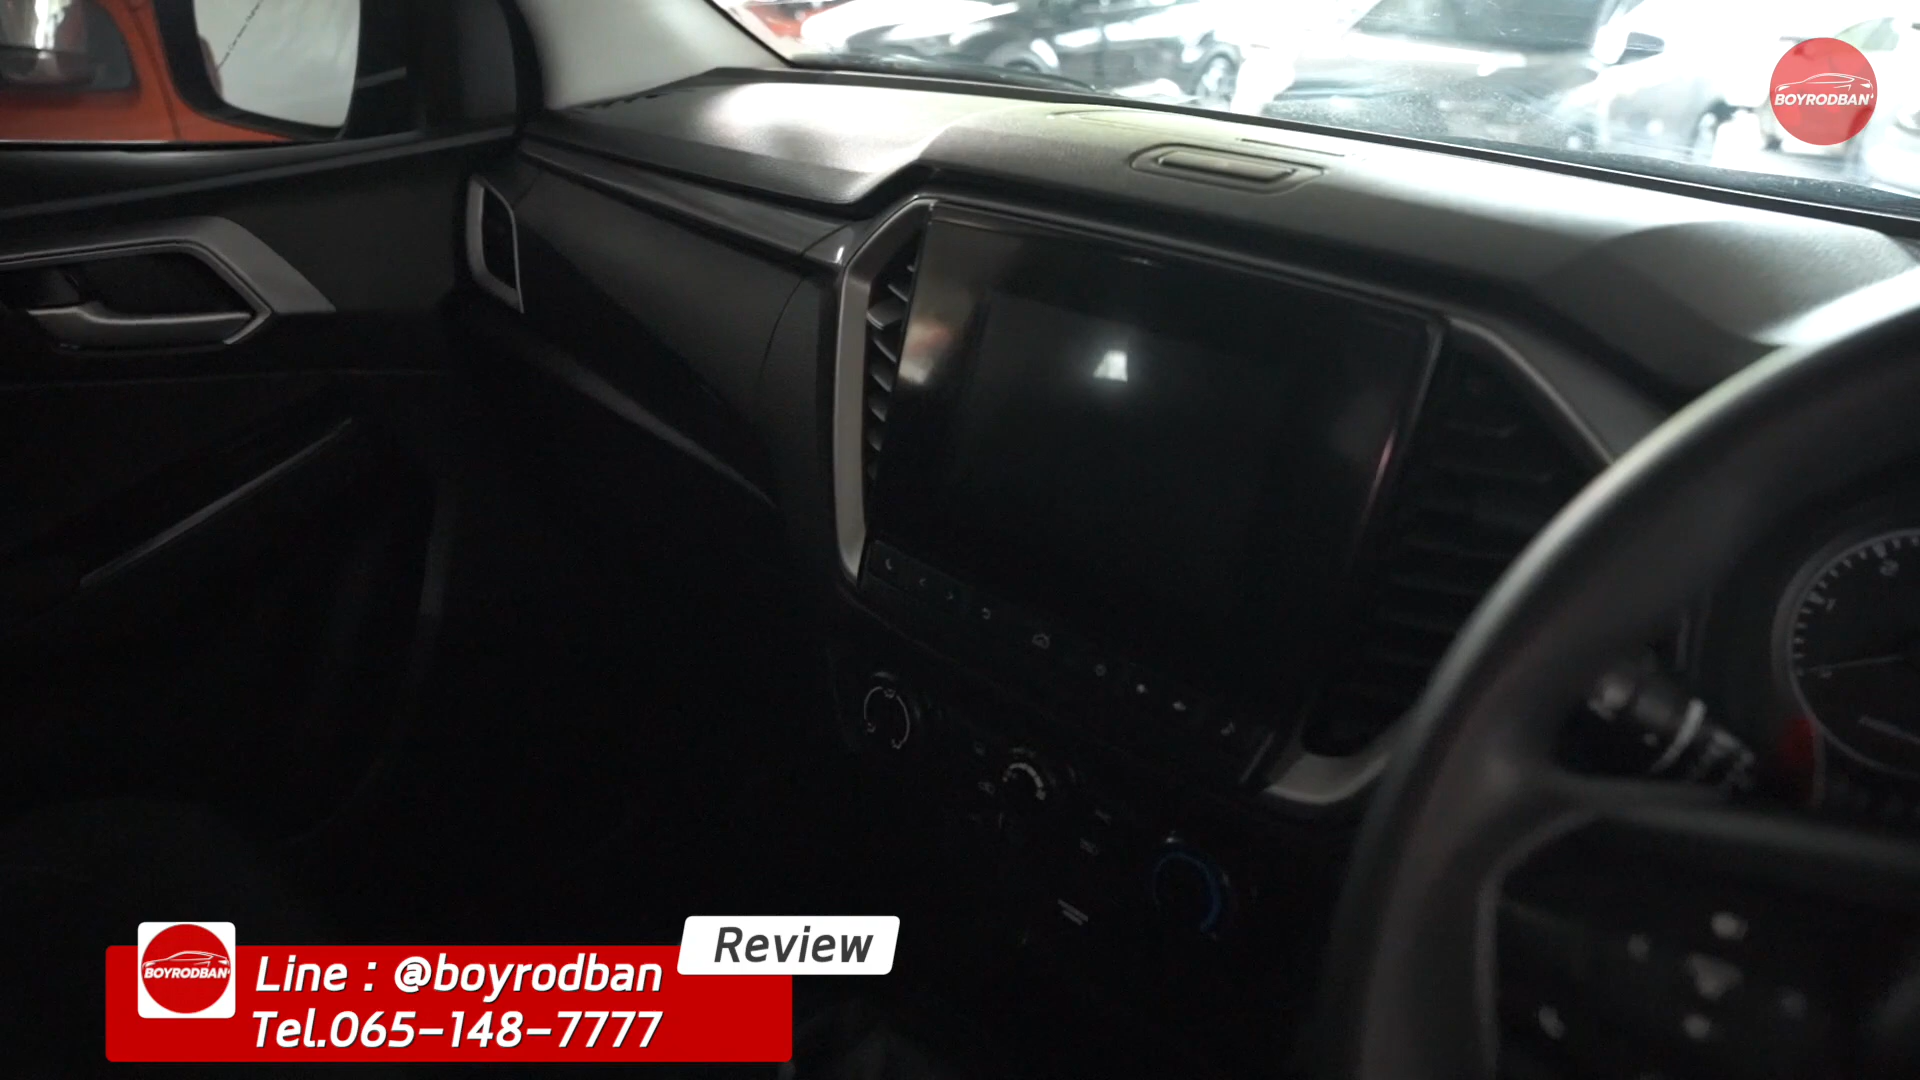 BOYRODBAN
Review
BOYRODBAN
Line : @boyrodban
Tel.065-148-7777